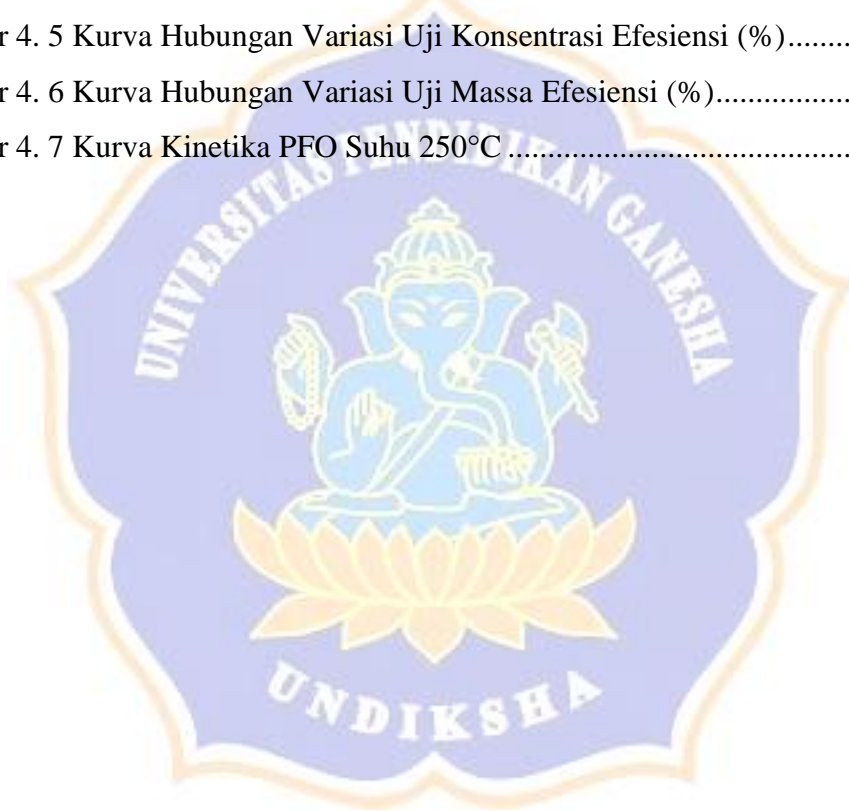 r 4. 5 Kurva Hubungan Variasi Uji Konsentrasi Efesiensi (%)........
r 4. 6 Kurva Hubungan Variasi Uji Massa Efesiensi (%)................
r 4. 7 Kurva Kinetika PFO Suhu 250°C.........................................
UNIVERSITAS PENDIDIKAN GANESHA
UNDIKSHA